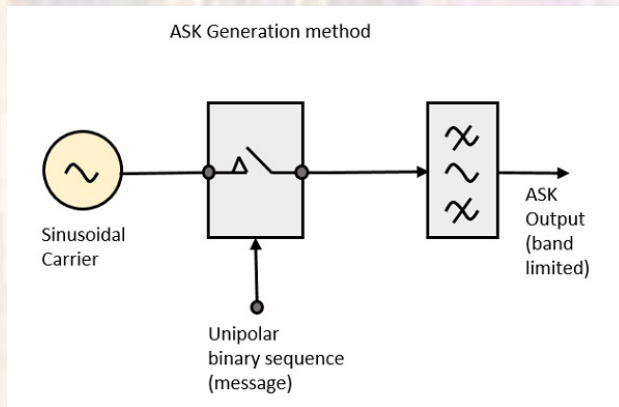 ASK Generation method
Sinusoidal
Carrier
Unipolar
binary sequence
(message)
ASK
Output
(band
limited)